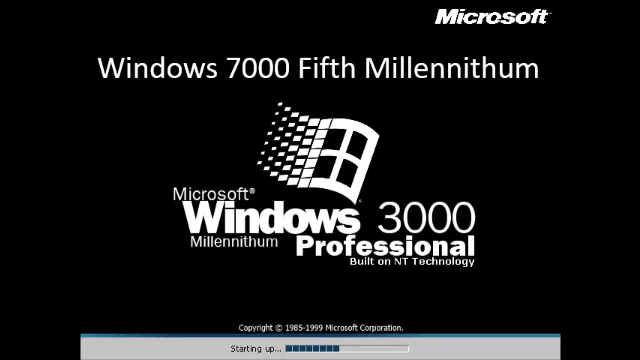 Microsoft
Windows 7000 Fifth Millennithum
Microsoft®
Windows 3000
Millennithum Professional
Built on NT Technology
Copyright © 1985-1999 Microsoft Corporation.
Starting up...